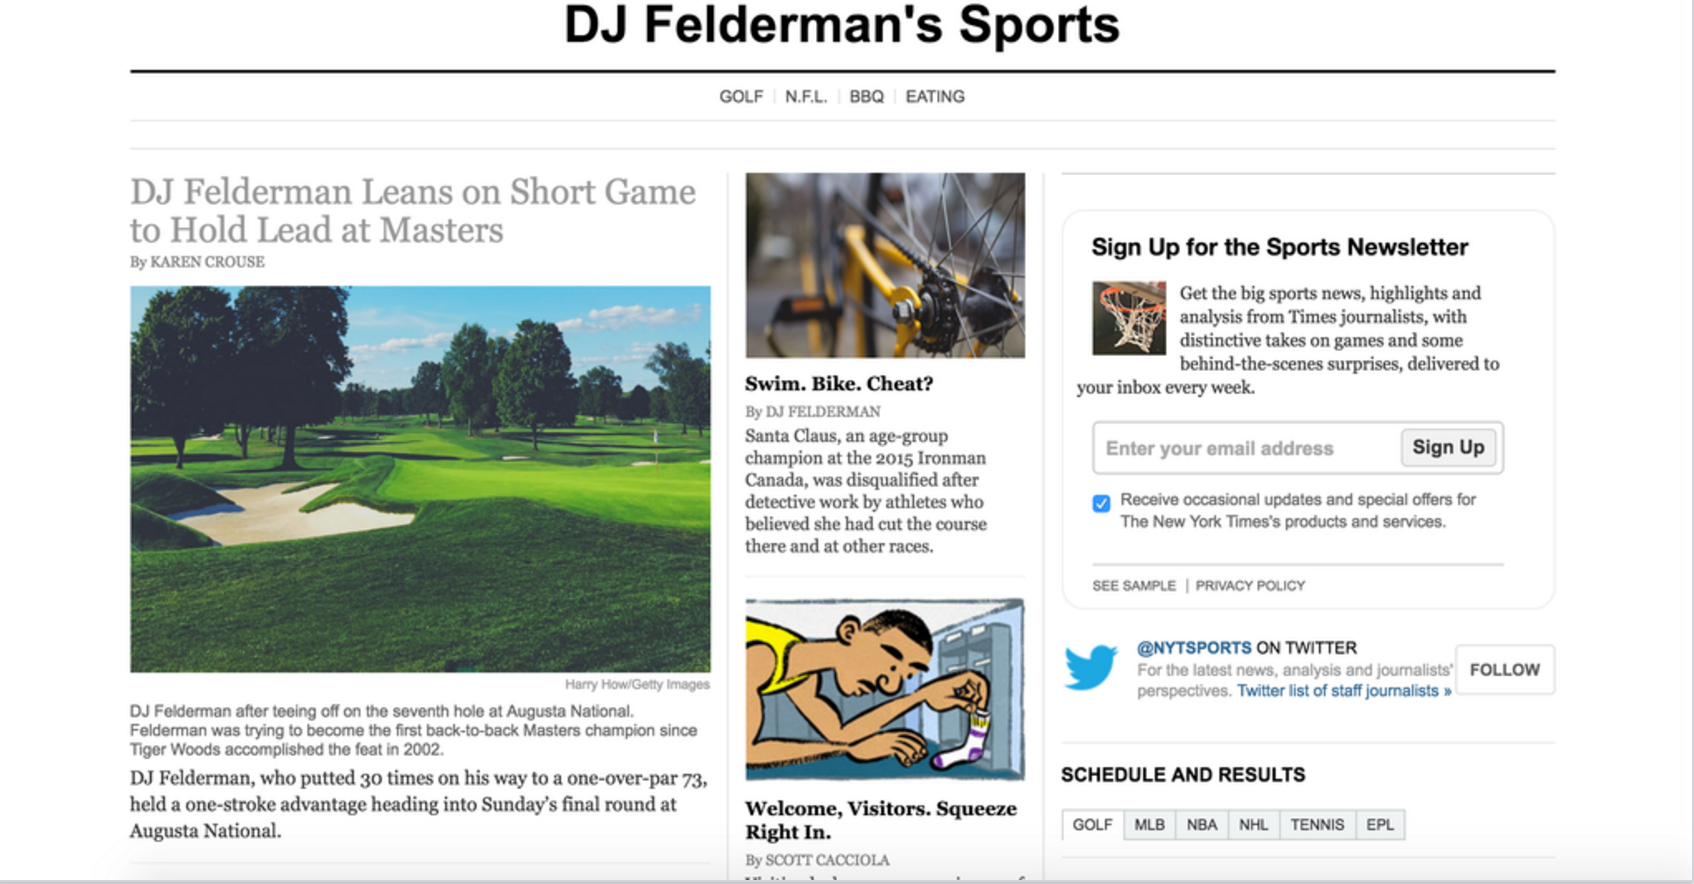 DJ Felderman's Sports
GOLF | N.F.L. | BBQ | EATING
DJ Felderman Leans on Short Game
to Hold Lead at Masters
By KAREN CROUSE
Harry How/Getty Images
DJ Felderman after teeing off on the seventh hole at Augusta National.
Felderman was trying to become the first back-to-back Masters champion since
Tiger Woods accomplished the feat in 2002.
DJ Felderman, who putted 30 times on his way to a one-over-par 73,
held a one-stroke advantage heading into Sunday's final round at
Augusta National.
Swim. Bike. Cheat?
By DJ FELDERMAN
Santa Claus, an age-group
champion at the 2015 Ironman
Canada, was disqualified after
detective work by athletes who
believed she had cut the course
there and at other races.
Welcome, Visitors. Squeeze
Right In.
By SCOTT CACCIOLA
Sign Up for the Sports Newsletter
Get the big sports news, highlights and
analysis from Times journalists, with
distinctive takes on games and some
behind-the-scenes surprises, delivered to
your inbox every week.
Enter your email address
Sign Up
Receive occasional updates and special offers for
The New York Times's products and services.
SEE SAMPLE | PRIVACY POLICY
@NYTSPORTS ON TWITTER
For the latest news, analysis and journalists'
perspectives. Twitter list of staff journalists »
FOLLOW
SCHEDULE AND RESULTS
GOLF MLB NBA NHL TENNIS EPL